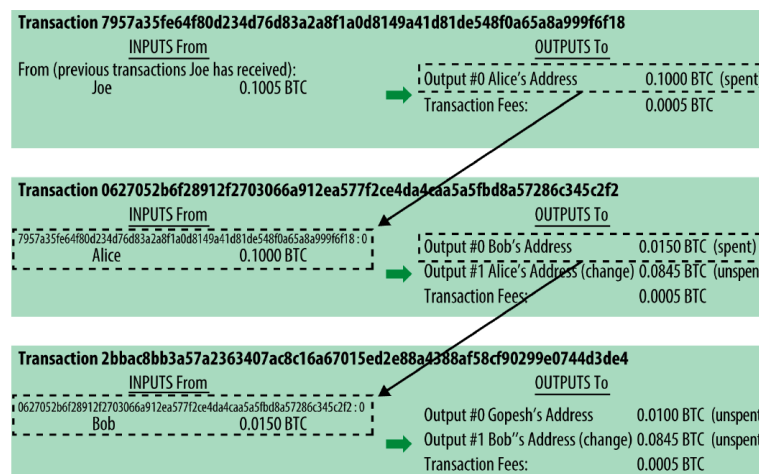 Transaction 7957a35fe64f80d234d76d83a2a8f1a0d8149a41d81de548f0a65a8a999f6f18
INPUTS From OUTPUTS To
From (previous transactions Joe has received):
Joe 0.1005 BTC
Output #0 Alice's Address 0.1000 BTC (spent)
Transaction Fees: 0.0005 BTC
Transaction 0627052b6f28912f2703066a912ea577f2ce4da4caa5a5fbd8a57286c345c2f2
INPUTS From OUTPUTS To
7957a35fe64f80d234d76d83a2a8f1a0d8149a41d81de548f0a65a8a999f6f18 : 0
Alice 0.1000 BTC
Output #0 Bob's Address 0.0150 BTC (spent)
Output #1 Alice's Address (change) 0.0845 BTC (unspent
Transaction Fees: 0.0005 BTC
Transaction 2bbac8bb3a57a2363407ac8c16a67015ed2e88a4388af58cf90299e0744d3de4
INPUTS From OUTPUTS To
0627052b6f28912f2703066a912ea577f2ce4da4caa5a5fbd8a57286c345c2f2 : 0
Bob 0.0150 BTC
Output #0 Gopesh's Address 0.0100 BTC (unspent
Output #1 Bob''s Address (change) 0.0845 BTC (unspent
Transaction Fees: 0.0005 BTC